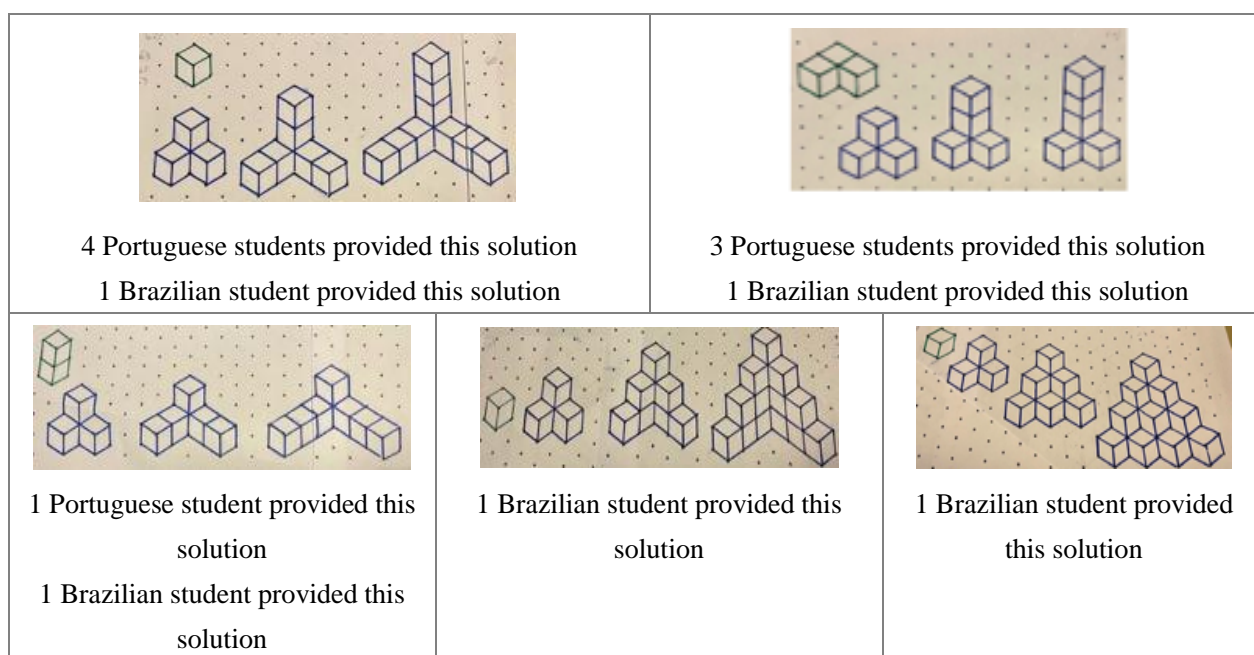 4 Portuguese students provided this solution
1 Brazilian student provided this solution
3 Portuguese students provided this solution
1 Brazilian student provided this solution
1 Portuguese student provided this
solution
1 Brazilian student provided this
solution
1 Brazilian student provided this
solution
1 Brazilian student provided
this solution